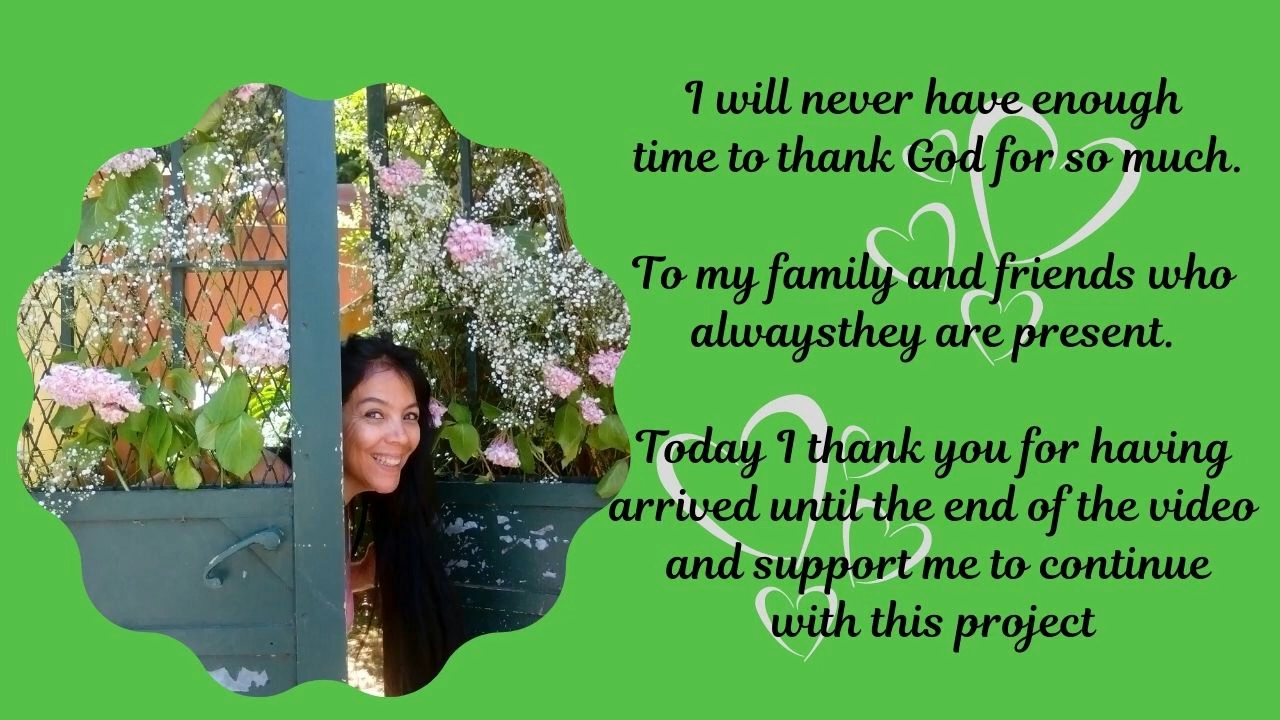 I will never have enough
time to thank God for so much.
To my family and friends who
alwaysthey are present.
Today I thank you for having
arrived until the end of the video
and support me to continue
with this project